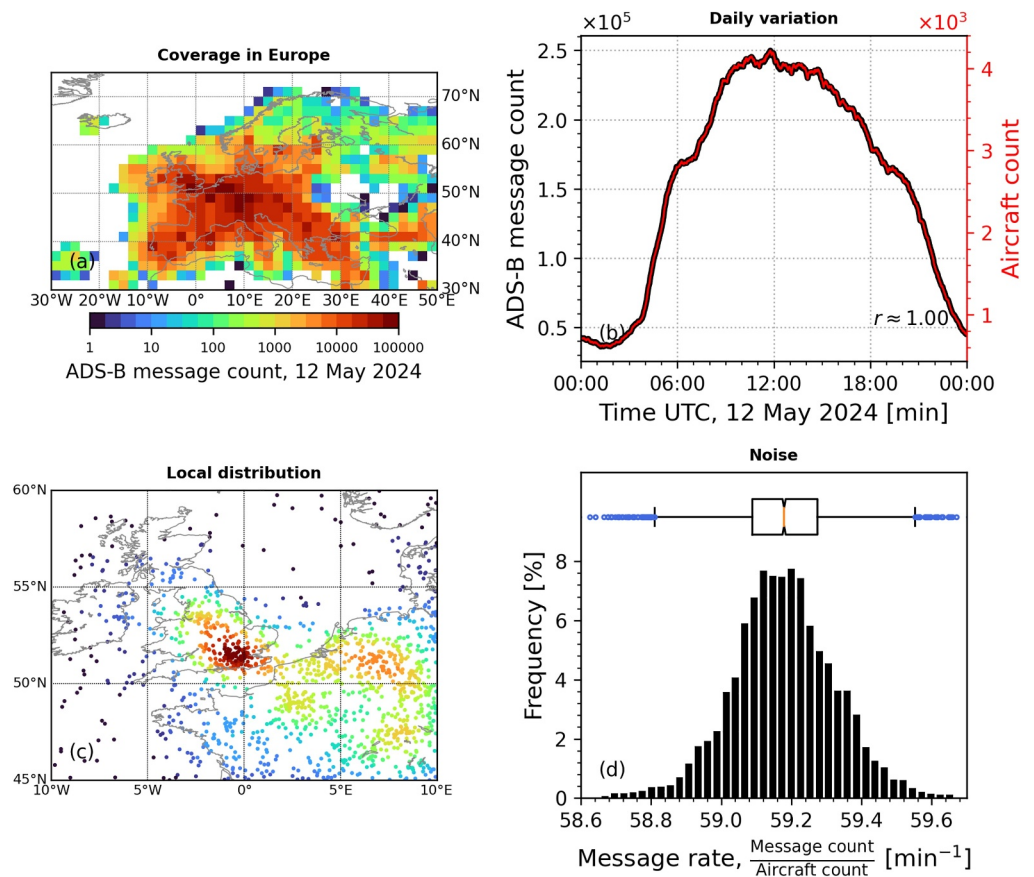 Coverage in Europe
70°N
60°N
50°N
40°N
30°N
(a)
30°W 20°W 10°W 0° 10°E 20°E 30°E 40°E 50°E
1 10 100 1000 10000 100000
ADS-B message count, 12 May 2024
×10⁵ Daily variation ×10³
ADS-B message count
2.5
2.0
1.5
1.0
0.5
4
3
2
1
Aircraft count
(b)
r ≈ 1.00
00:00 06:00 12:00 18:00 00:00
Time UTC, 12 May 2024 [min]
Local distribution
60°N
55°N
50°N
45°N
(c)
10°W 5°W 0° 5°E 10°E
Noise
Frequency [%]
8
6
4
2
0
(d)
58.6 58.8 59.0 59.2 59.4 59.6
Message rate, Message count / Aircraft count [min⁻¹]